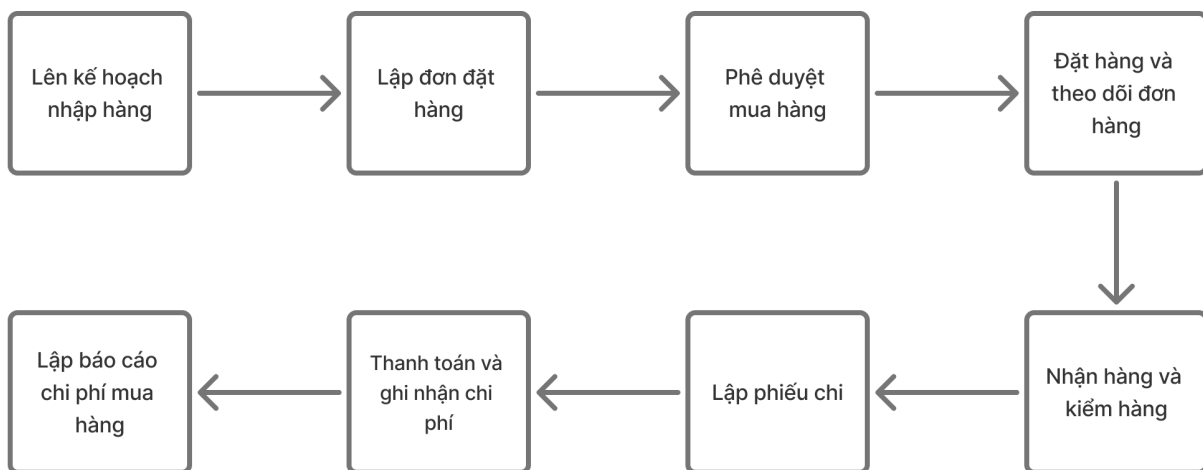 Lên kế hoạch
nhập hàng
Lập đơn đặt
hàng
Phê duyệt
mua hàng
Đặt hàng và
theo dõi đơn
hàng
Nhận hàng và
kiểm hàng
Lập phiếu chi
Thanh toán và
ghi nhận chi
phí
Lập báo cáo
chi phí mua
hàng